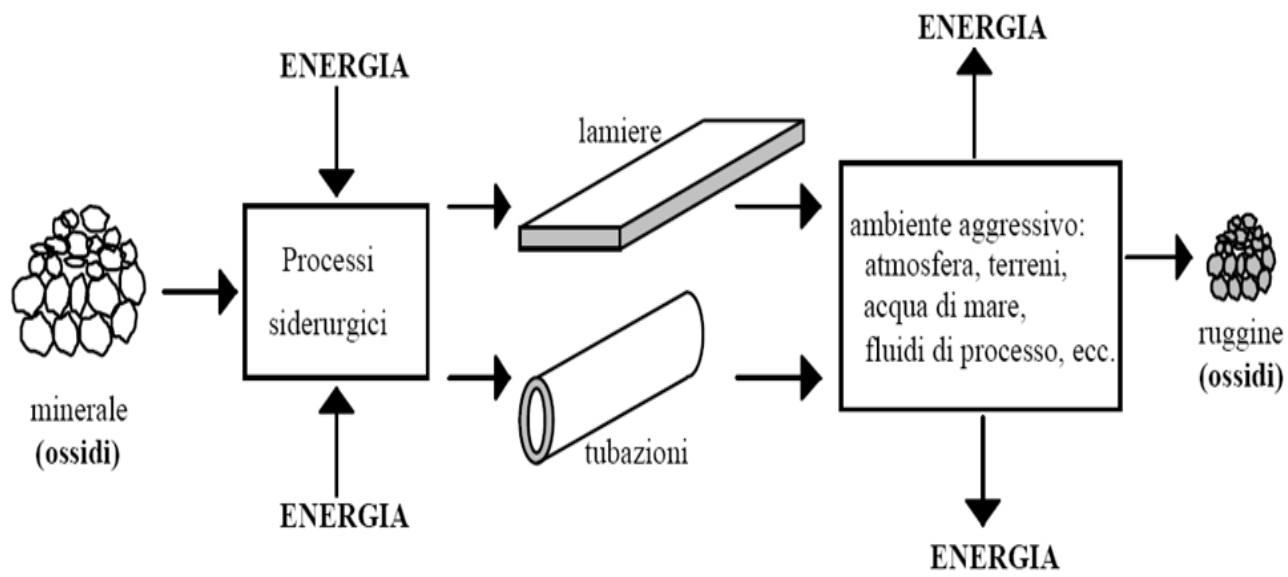 ENERGIA
ENERGIA
lamiere
Processi
siderurgici
ambiente aggressivo:
atmosfera, terreni,
acqua di mare,
fluidi di processo, ecc.
ruggine
(ossidi)
minerale
(ossidi)
tubazioni
ENERGIA
ENERGIA